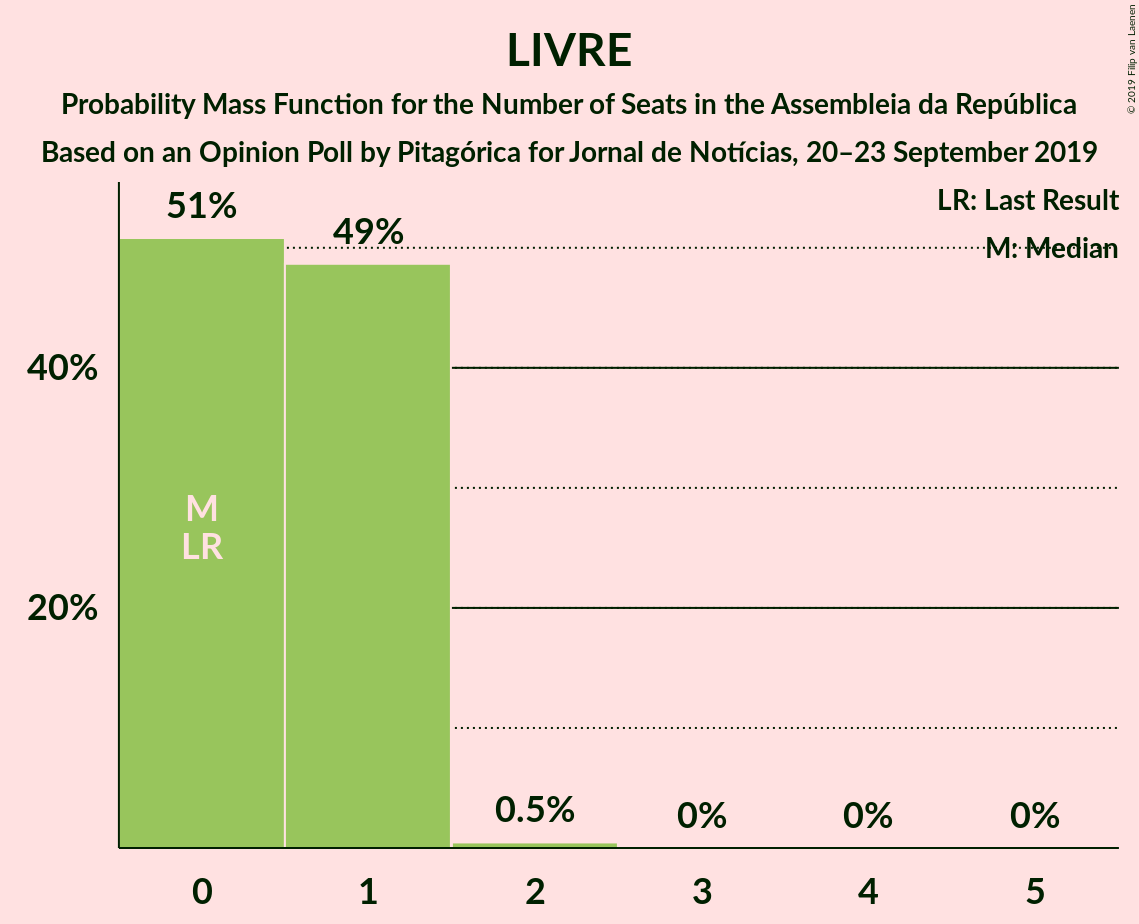 LIVRE
Probability Mass Function for the Number of Seats in the Assembleia da República
Based on an Opinion Poll by Pitagórica for Jornal de Notícias, 20–23 September 2019
© 2019 Filip van Laenen
LR: Last Result
M: Median
51%
49%
40%
20%
M
LR
0.5%
0%
0%
0%
0
1
2
3
4
5